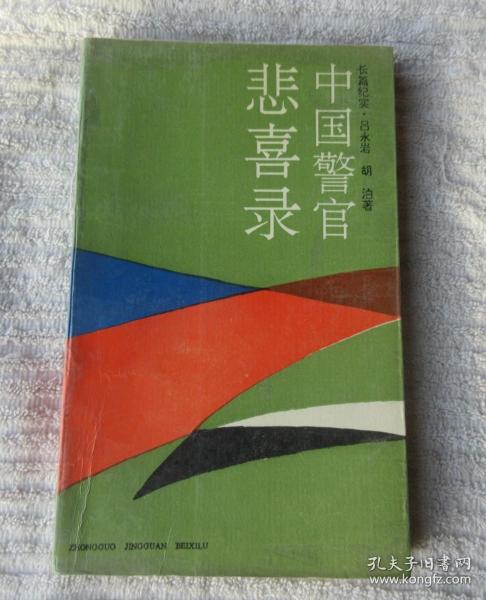 长篇纪实·吕永岩 胡泊著
中国警官
悲喜录
ZHONGGUO JINGGUAN BEIXILU
孔夫子旧书网
www.kongfz.com